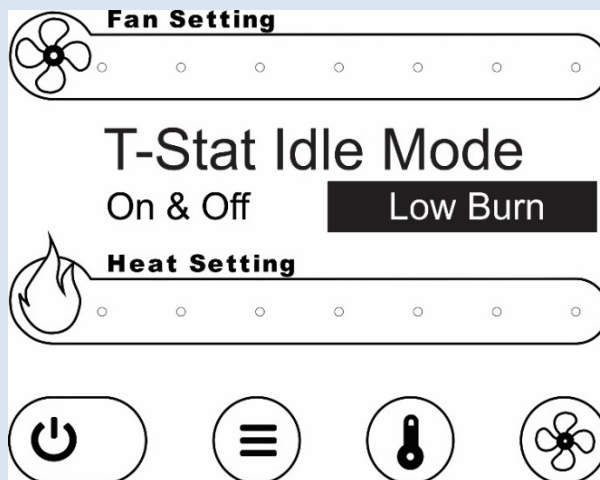 Fan Setting
T-Stat Idle Mode
On & Off Low Burn
Heat Setting